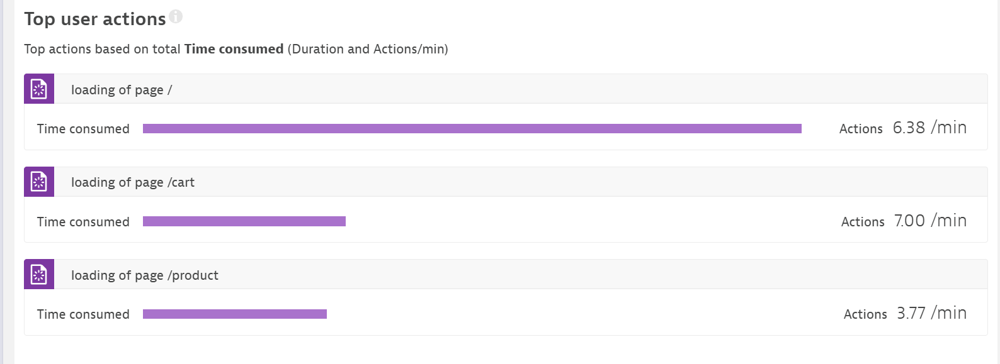 Top user actions
Top actions based on total Time consumed (Duration and Actions/min)
loading of page /
Time consumed Actions 6.38 /min
loading of page /cart
Time consumed Actions 7.00 /min
loading of page /product
Time consumed Actions 3.77 /min